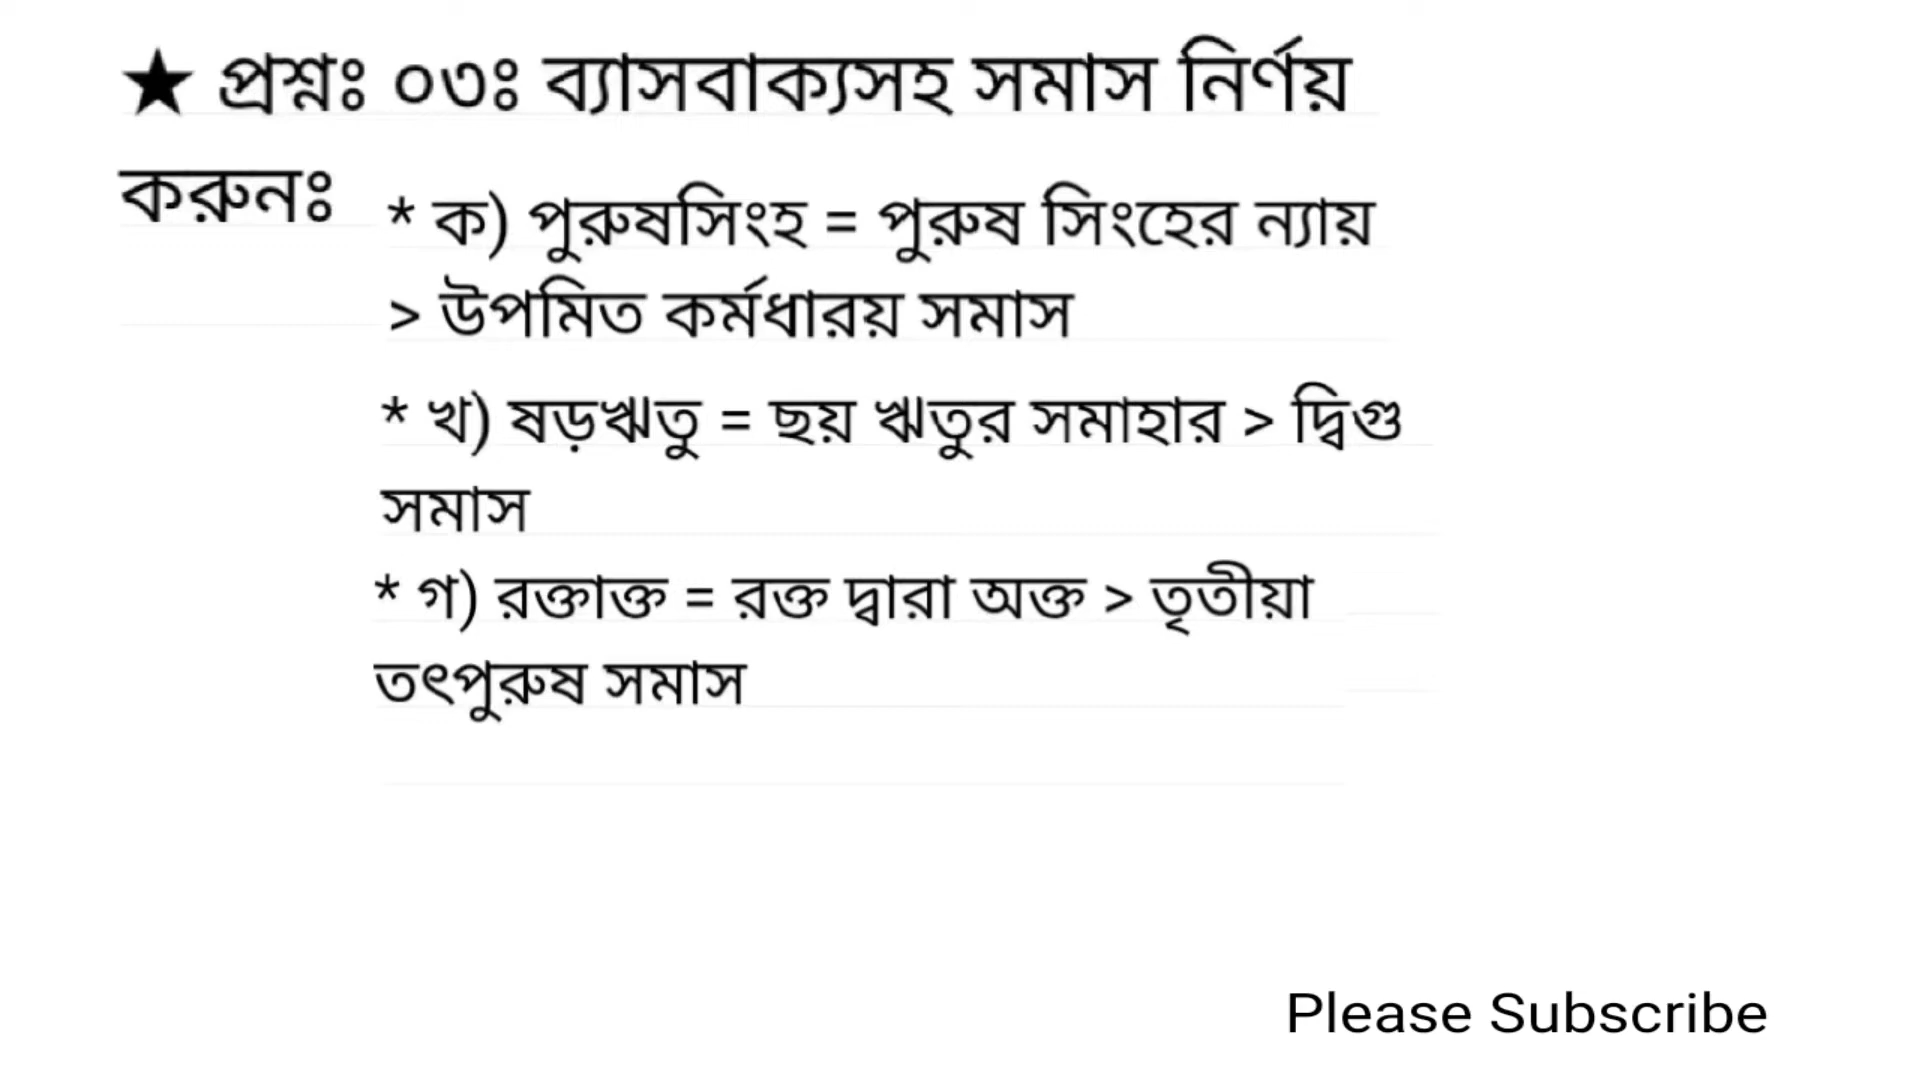 ★ প্রশ্নঃ ০৩ঃ ব্যাসবাক্যসহ সমাস নির্ণয়
করুনঃ
* ক) পুরুষসিংহ = পুরুষ সিংহের ন্যায়
> উপমিত কর্মধারয় সমাস
* খ) ষড়ঋতু = ছয় ঋতুর সমাহার > দ্বিগু
সমাস
* গ) রক্তাক্ত = রক্ত দ্বারা অক্ত > তৃতীয়া
তৎপুরুষ সমাস
Please Subscribe